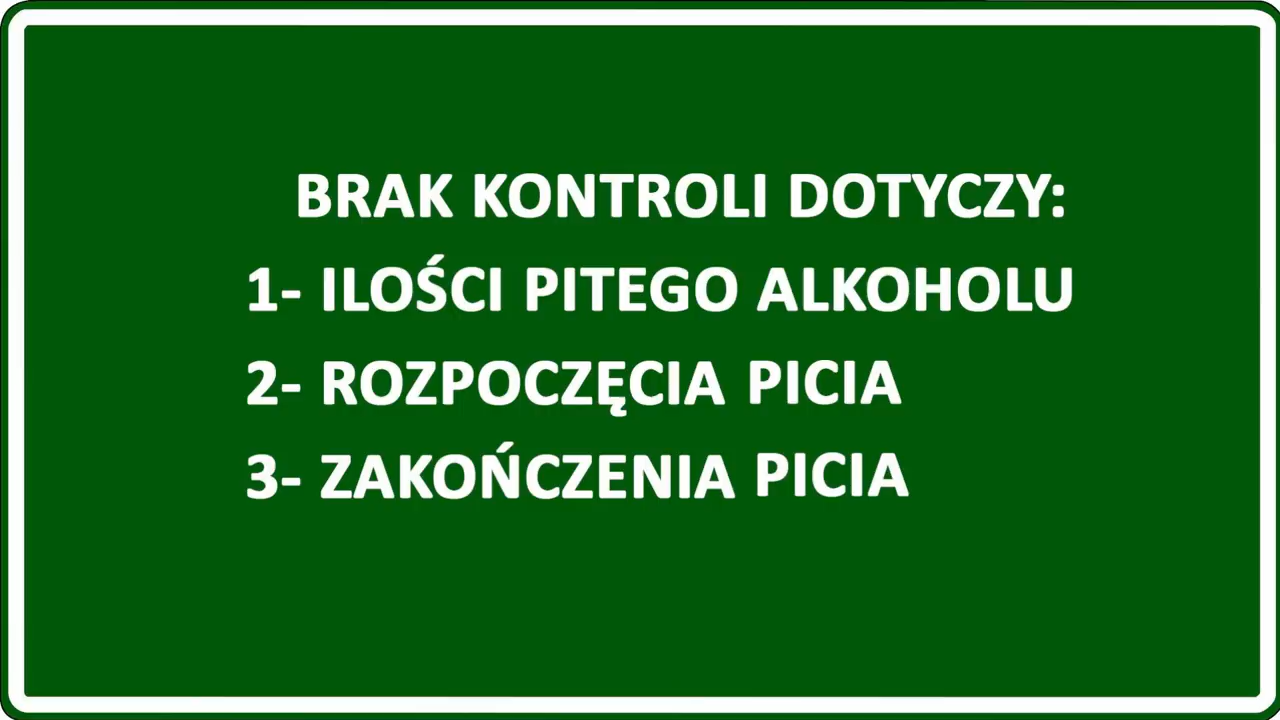 BRAK KONTROLI DOTYCZY:
1- ILOŚCI PITEGO ALKOHOLU
2- ROZPOCZĘCIA PICIA
3- ZAKOŃCZENIA PICIA